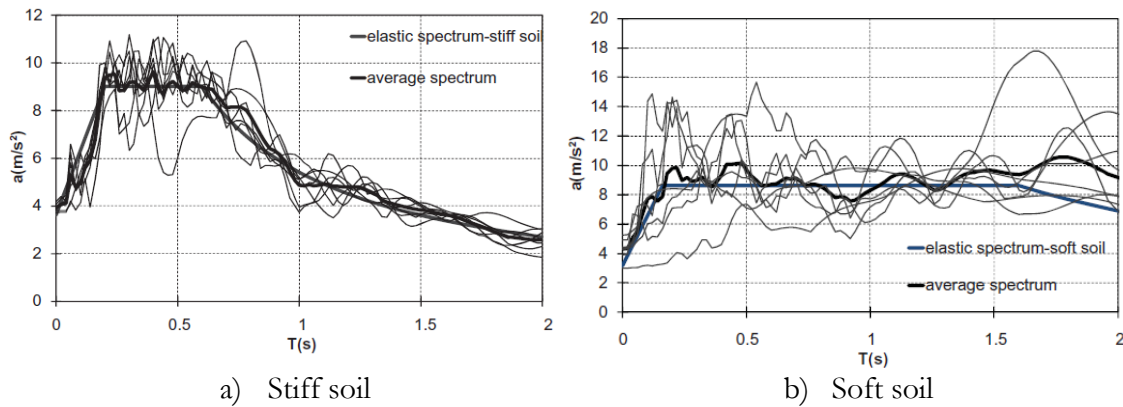 12
10
8
6
4
2
0
a(m/s²)
elastic spectrum-stiff soil
average spectrum
0
0.5
1
1.5
2
T(s)
a) Stiff soil
20
18
16
14
12
10
8
6
4
2
0
a(m/s²)
elastic spectrum-soft soil
average spectrum
0
0.5
1
1.5
2
T(s)
b) Soft soil